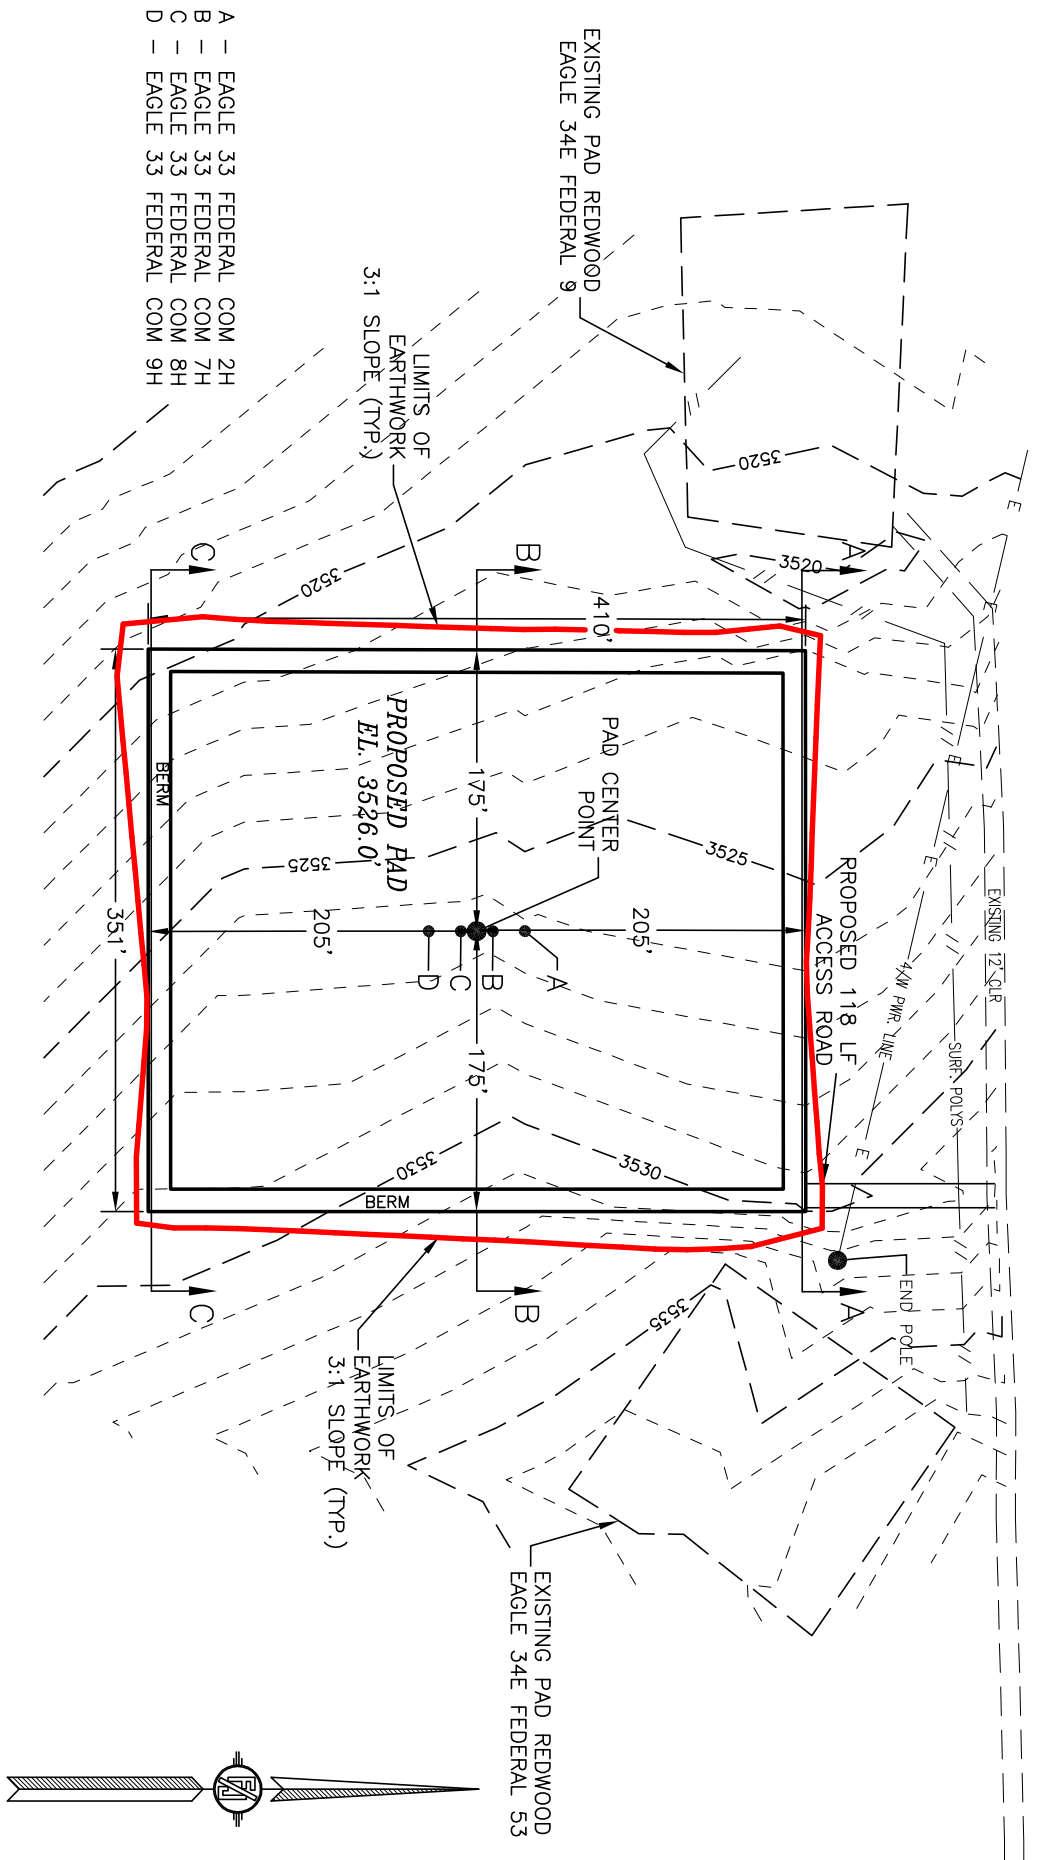 EXISTING PAD REDWOOD
EAGLE 34E FEDERAL 9
3520
3520
3520
E
E
E
E
EXISTING 12' CLR
SURF. POLYS
4/W PWR. LINE
LIMITS OF
EARTHWORK
3:1 SLOPE (TYP.)
A – EAGLE 33 FEDERAL COM 2H
B – EAGLE 33 FEDERAL COM 7H
C – EAGLE 33 FEDERAL COM 8H
D – EAGLE 33 FEDERAL COM 9H
A
B
C
410'
PROPOSED PAD
EL. 3526.0'
PAD CENTER
POINT
175'
3525
3525
BERM
PROPOSED 118 LF
ACCESS ROAD
205'
205'
351'
A
B
C
D
175'
3530
3530
BERM
END POLE
A
B
C
3535
LIMITS OF
EARTHWORK
3:1 SLOPE (TYP.)
EXISTING PAD REDWOOD
EAGLE 34E FEDERAL 53